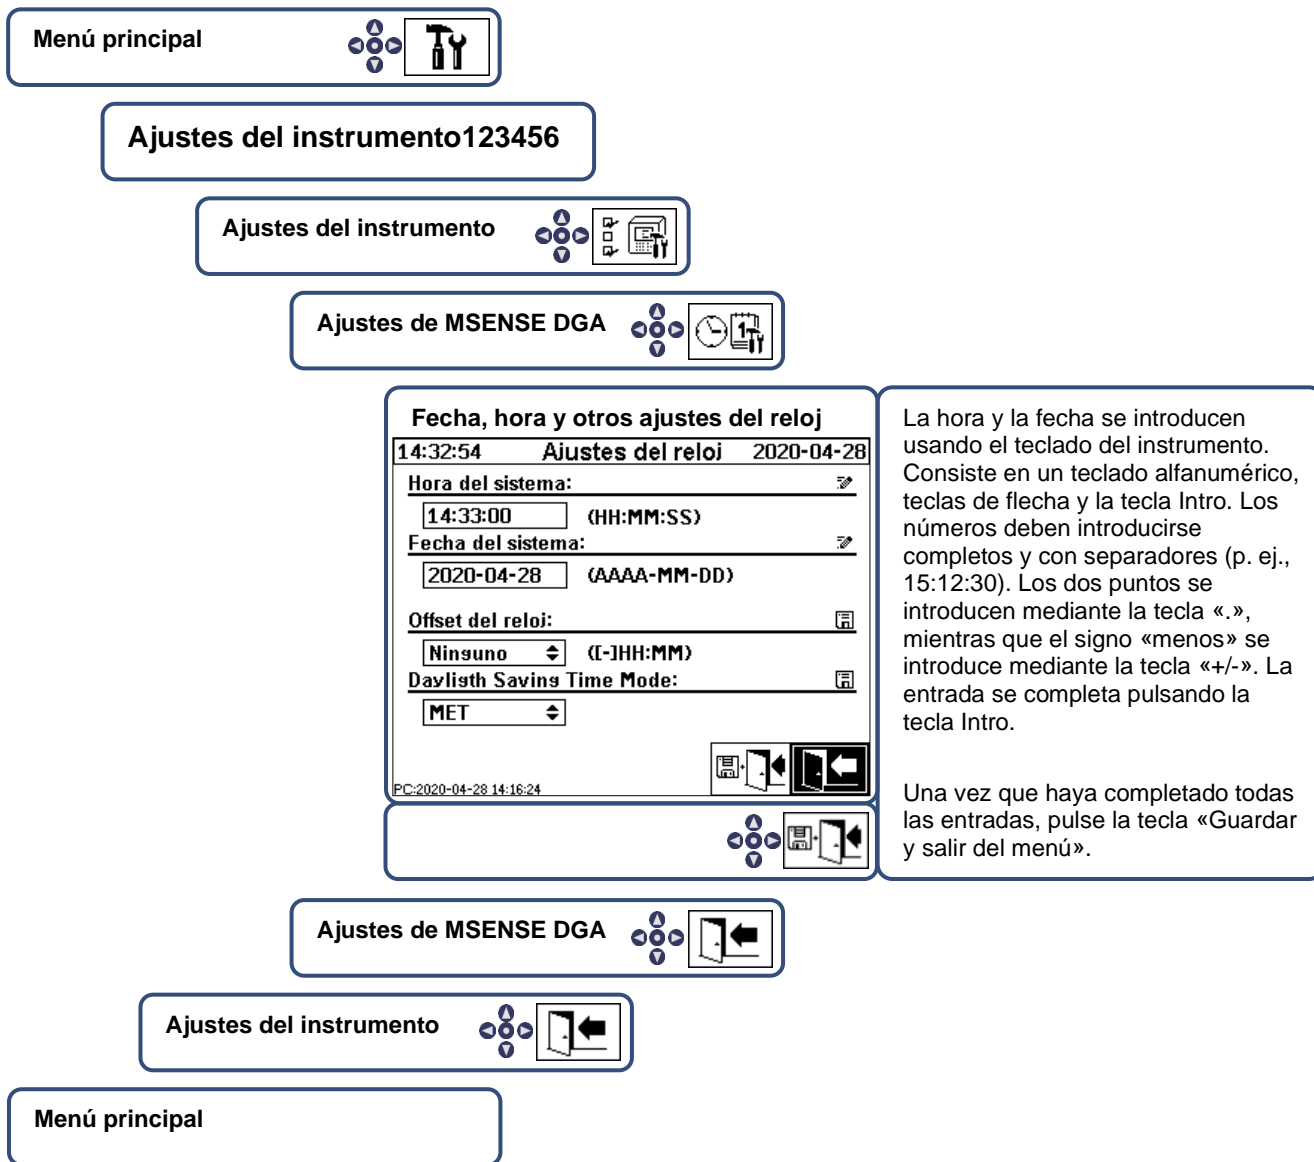 Menú principal
Ajustes del instrumento123456
Ajustes del instrumento
Ajustes de MSENSE DGA
Fecha, hora y otros ajustes del reloj
14:32:54 Ajustes del reloj 2020-04-28
Hora del sistema:
14:33:00 (HH:MM:SS)
Fecha del sistema:
2020-04-28 (AAAA-MM-DD)
Offset del reloj:
Ninguno ([-]HH:MM)
Dayligth Saving Time Mode:
MET
PC:2020-04-28 14:16:24
La hora y la fecha se introducen
usando el teclado del instrumento.
Consiste en un teclado alfanumérico,
teclas de flecha y la tecla Intro. Los
números deben introducirse
completos y con separadores (p. ej.,
15:12:30). Los dos puntos se
introducen mediante la tecla «.»,
mientras que el signo «menos» se
introduce mediante la tecla «+/-». La
entrada se completa pulsando la
tecla Intro.
Una vez que haya completado todas
las entradas, pulse la tecla «Guardar
y salir del menú».
Ajustes de MSENSE DGA
Ajustes del instrumento
Menú principal